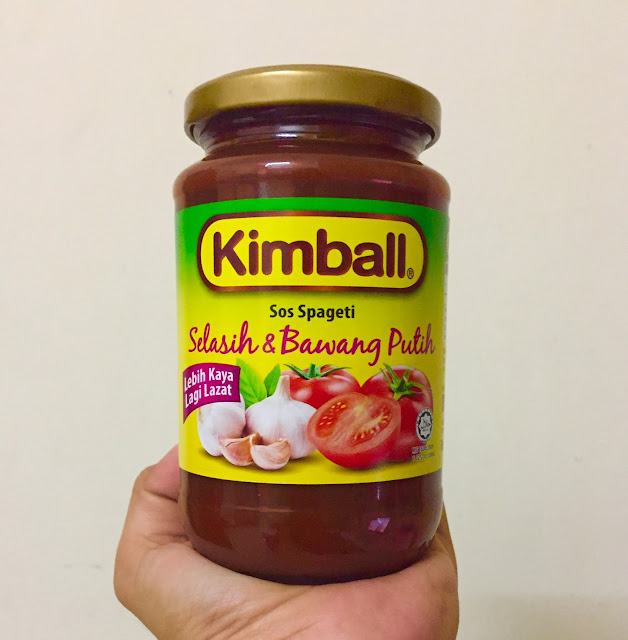 Kimball®
Sos Spageti
Selasih & Bawang Putih
Lebih Kaya
Lagi Lazat